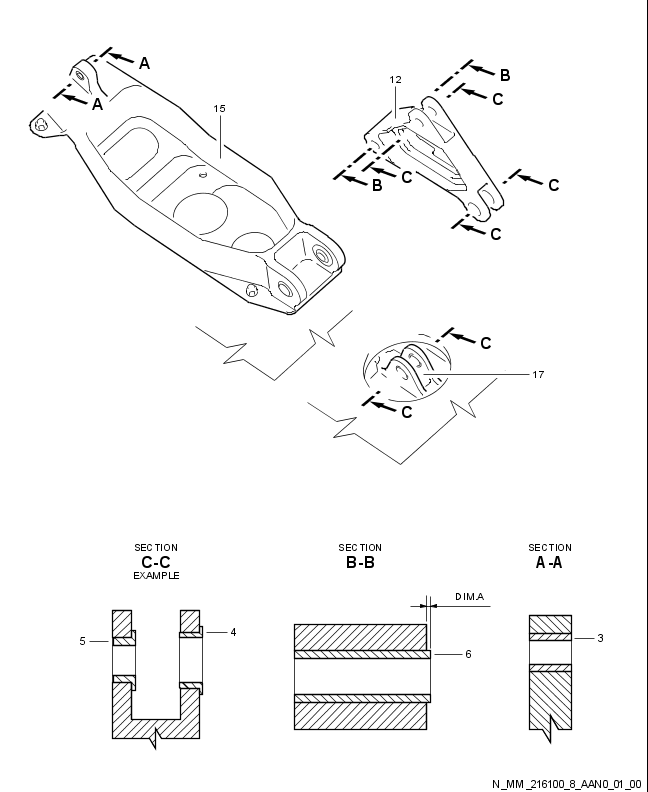 A
A
15
12
B
C
B
C
C
C
C
17
C
SECTION
C-C
EXAMPLE
SECTION
B-B
SECTION
A-A
DIM.A
5
4
6
3
N_MM_216100_8_AAN0_01_00